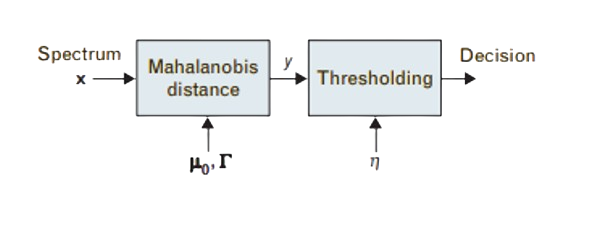 Spectrum
x
Mahalanobis
distance
y
Thresholding
Decision
μ₀, Γ
η